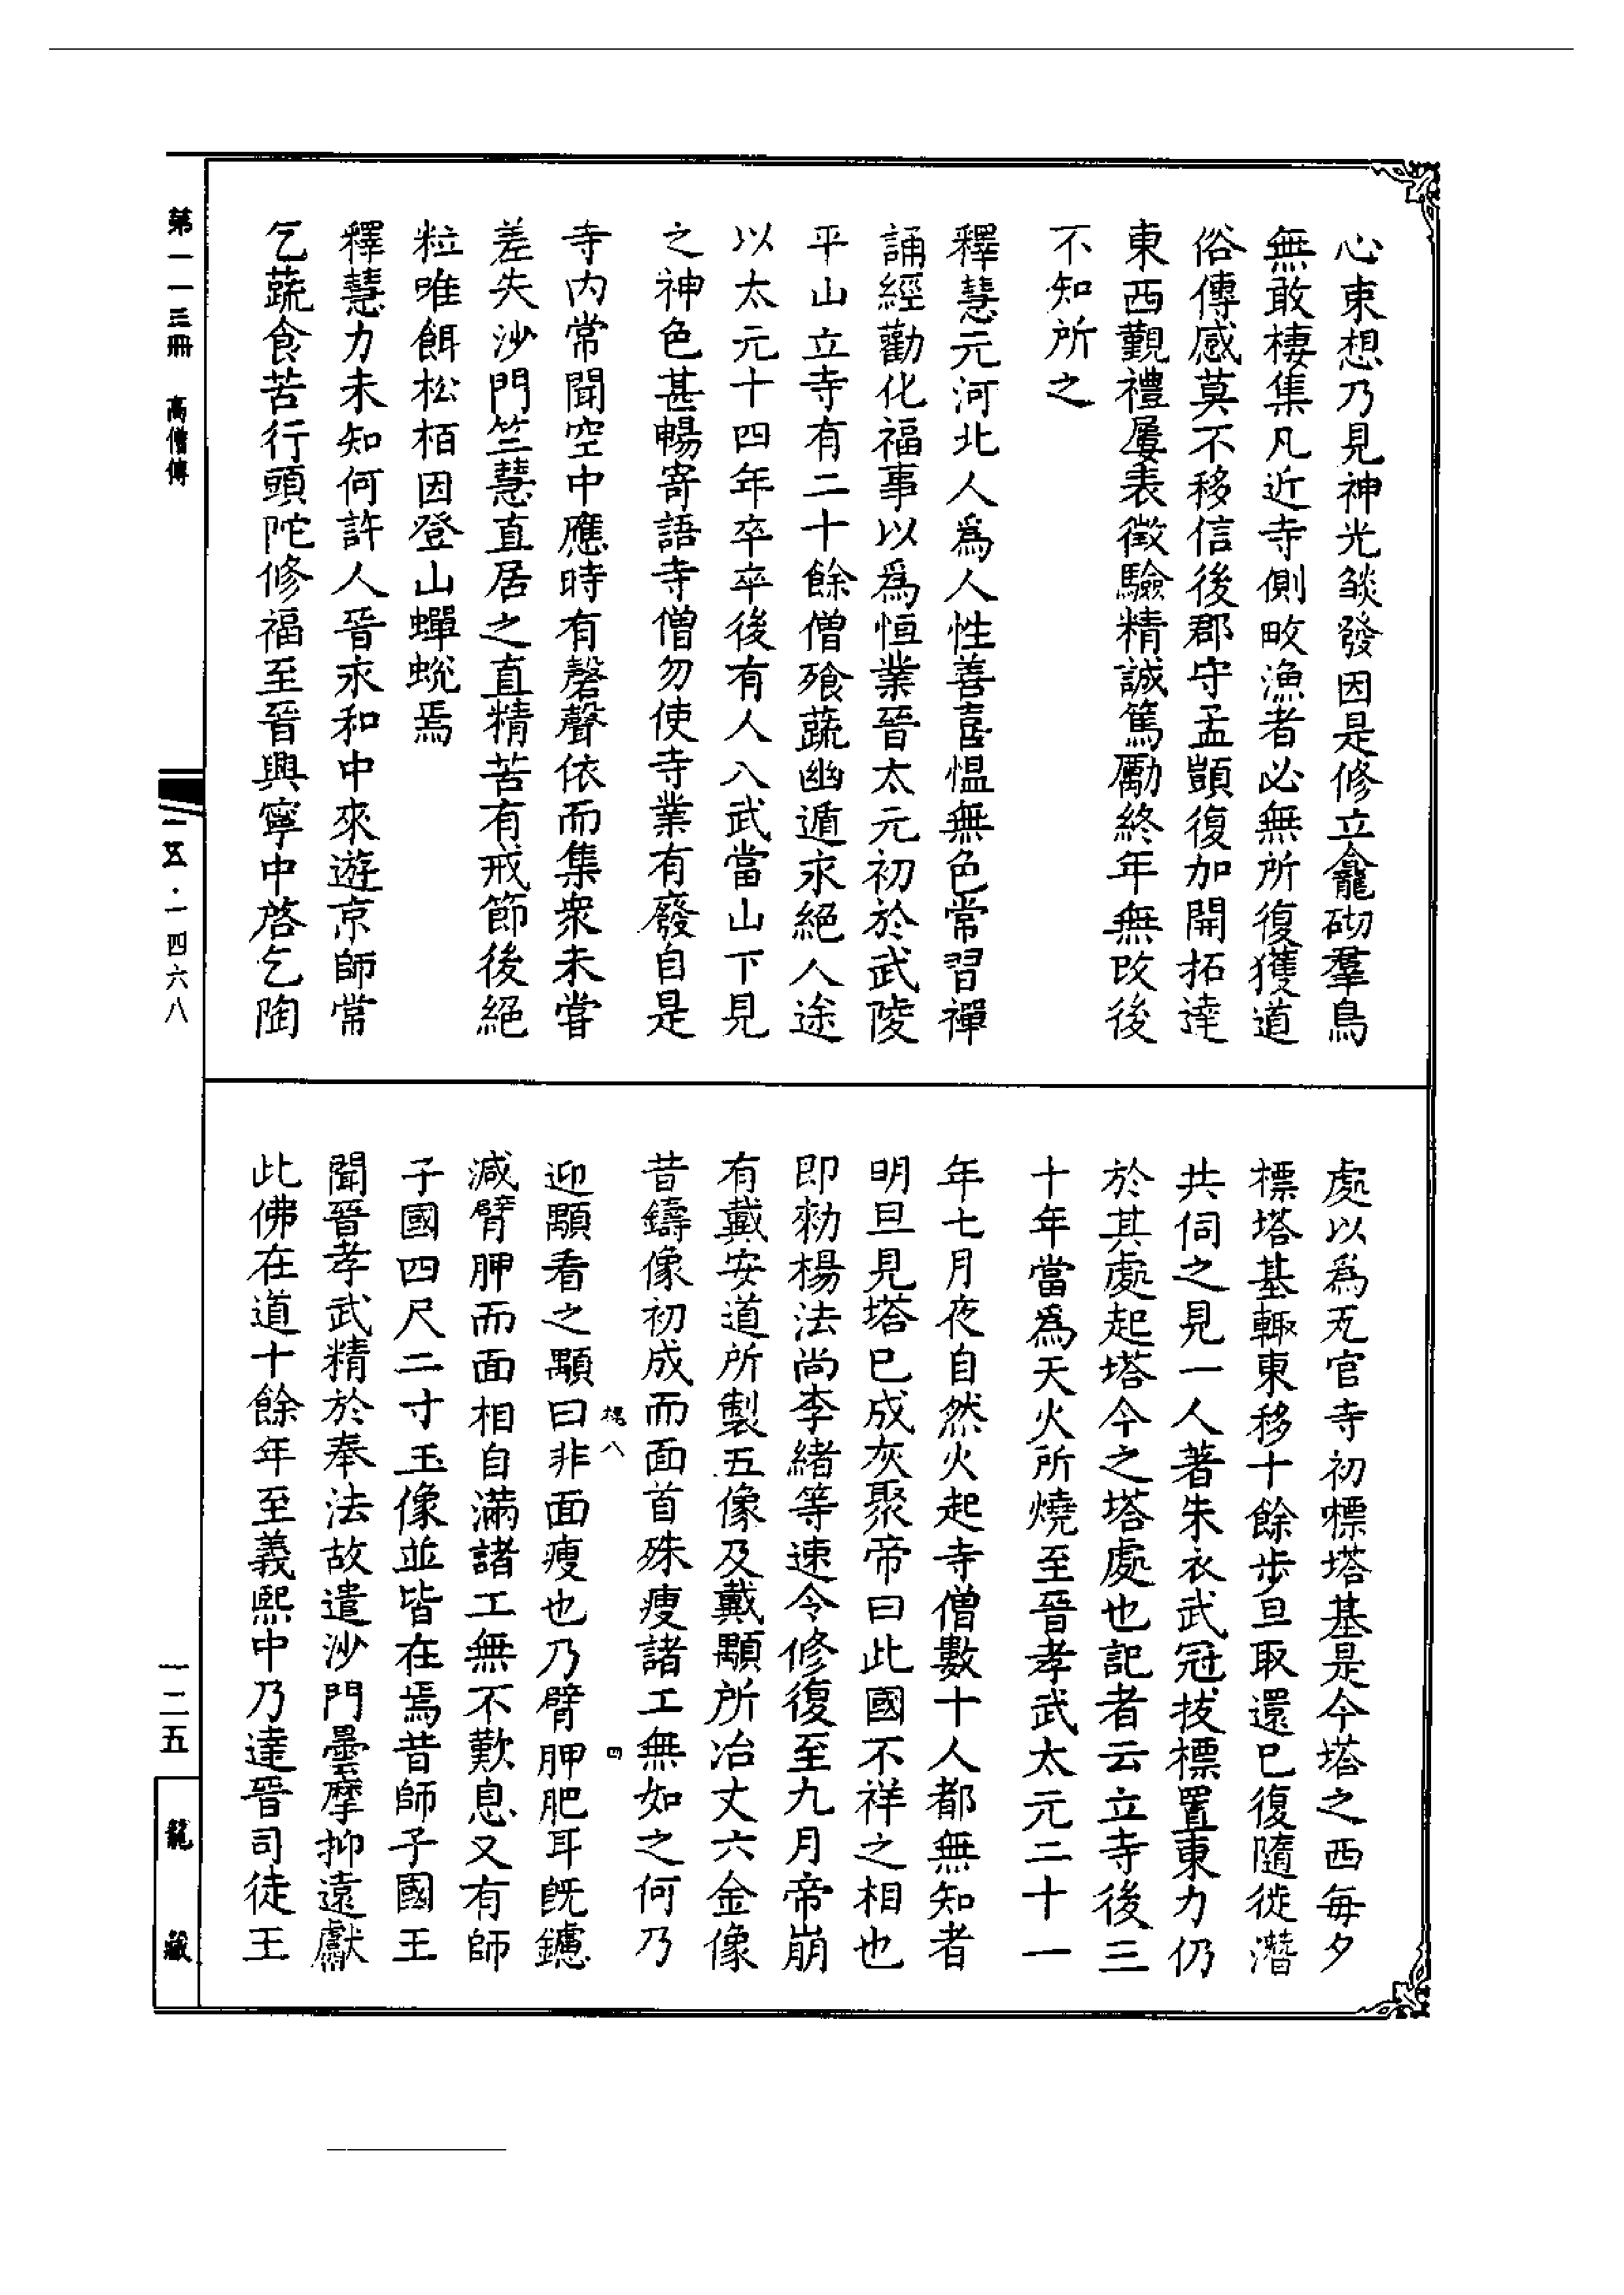 心東想乃見神光燄發因是修立龕砌羣鳥
無敢棲集凡近寺側畋漁者必無所復獲道
俗傳感莫不移信後郡守孟顗復加開拓達
東西覲禮屢表徵驗精誠篤勵終年無改後
不知所之
釋慧元河北人爲人性善喜愠無色常習禪
誦經勸化福事以爲恒業晉太元初於武陵
平山立寺有二十餘僧飱蔬幽遁永絕人途
以太元十四年卒卒後有人入武當山下見
之神色甚暢寄語寺僧勿使寺業有廢自是
寺内常聞空中應時有磬聲依而集衆未嘗
差失沙門竺慧直居之直精苦有戒節後絕
粒唯餌松栢因登山蟬蛻焉
釋慧力未知何許人晉永和中來遊京師常
乞蔬食苦行頭陀修福至晉興寧中啓乞陶
處以爲瓦官寺初標塔基是今塔之西每夕
標塔基輙東移十餘步旦取還已復隨徙潛
共伺之見一人著朱衣武冠拔標置東力仍
於其處起塔今之塔處也記者云立寺後三
十年當爲天火所燒至晉孝武太元二十一
年七月夜自然火起寺僧數十人都無知者
明旦見塔已成灰聚帝曰此國不祥之相也
即勑楊法尚李緒等速令修復至九月帝崩
有戴安道所製五像及戴顒所冶丈六金像
昔鑄像初成而面首殊瘦諸工無如之何乃
迎顒看之顒曰非面瘦也乃臂胛肥耳旣鑢
減臂胛而面相自滿諸工無不歎息又有師
子國四尺二寸玉像並皆在焉昔師子國王
聞晉孝武精於奉法故遣沙門曇摩抑遠獻
此佛在道十餘年至義熙中乃達晉司徒王
八
四
第一一三冊 高僧傳
一五·一四六八
一二五
龍藏